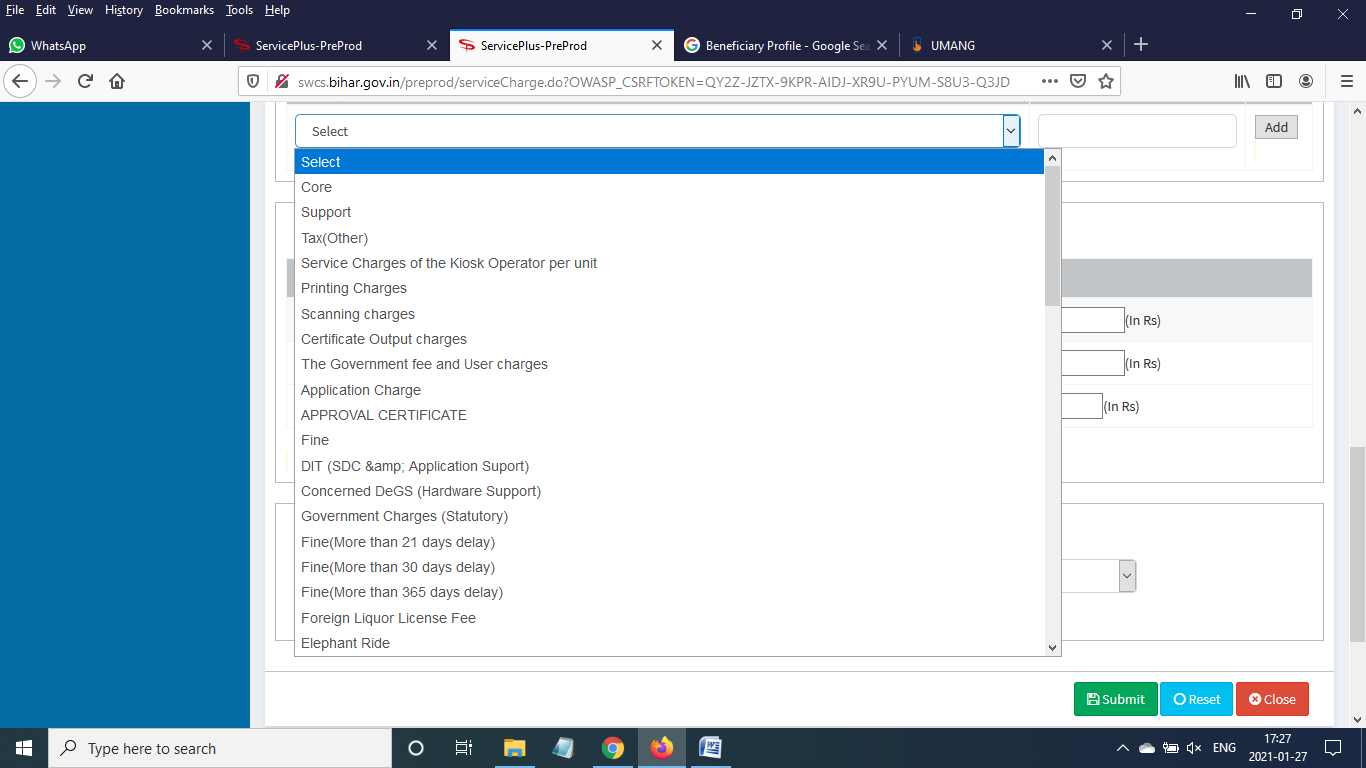 File Edit View History Bookmarks Tools Help
WhatsApp
ServicePlus-PreProd
ServicePlus-PreProd
Beneficiary Profile - Google Sea
UMANG
swcs.bihar.gov.in/preprod/serviceCharge.do?OWASP_CSRFTOKEN=QY2Z-JZTX-9KPR-AIDJ-XR9U-PYUM-S8U3-Q3JD
Select
Add
Select
Core
Support
Tax(Other)
Service Charges of the Kiosk Operator per unit
Printing Charges
Scanning charges
(In Rs)
Certificate Output charges
The Government fee and User charges
(In Rs)
Application Charge
(In Rs)
APPROVAL CERTIFICATE
Fine
DIT (SDC &amp; Application Suport)
Concerned DeGS (Hardware Support)
Government Charges (Statutory)
Fine(More than 21 days delay)
Fine(More than 30 days delay)
Fine(More than 365 days delay)
Foreign Liquor License Fee
Elephant Ride
Submit
Reset
Close
Type here to search
ENG
17:27
2021-01-27